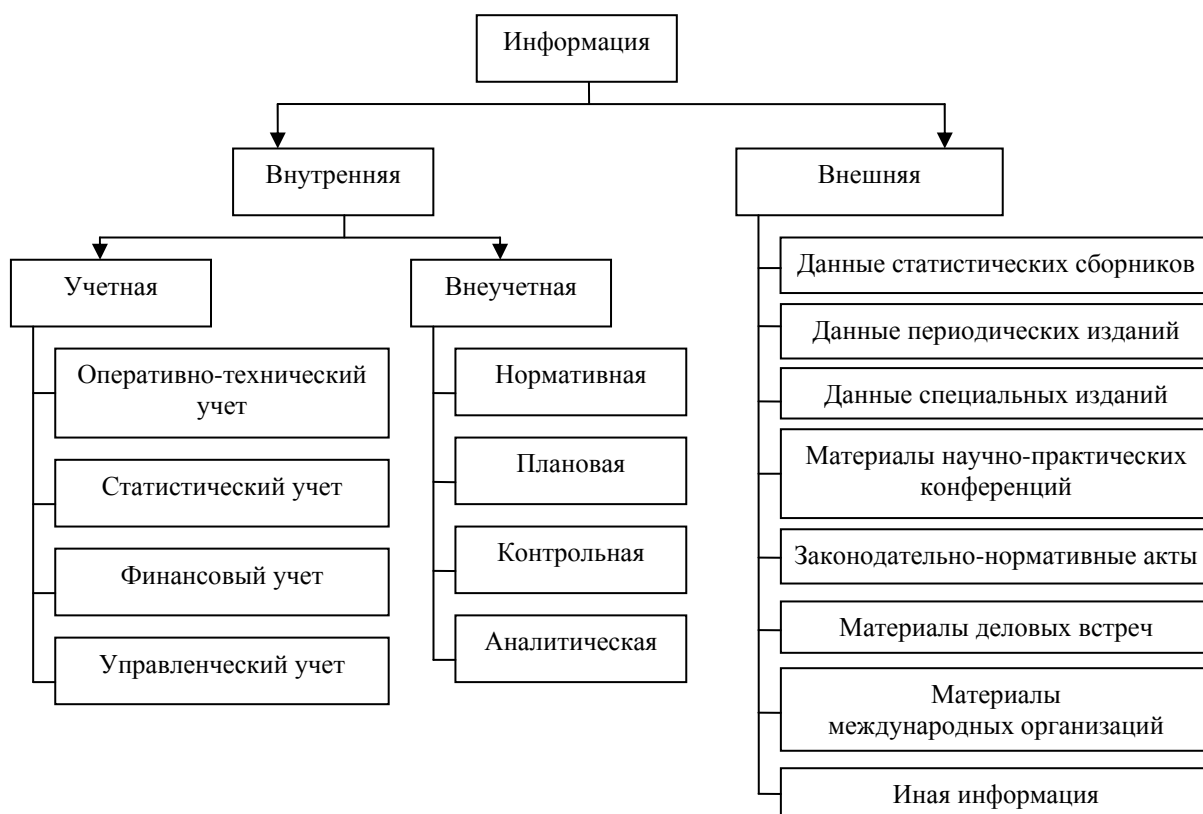 Информация
Внутренняя
Внешняя
Учетная
Внеучетная
Оперативно-технический
учет
Статистический учет
Финансовый учет
Управленческий учет
Нормативная
Плановая
Контрольная
Аналитическая
Данные статистических сборников
Данные периодических изданий
Данные специальных изданий
Материалы научно-практических
конференций
Законодательно-нормативные акты
Материалы деловых встреч
Материалы
международных организаций
Иная информация